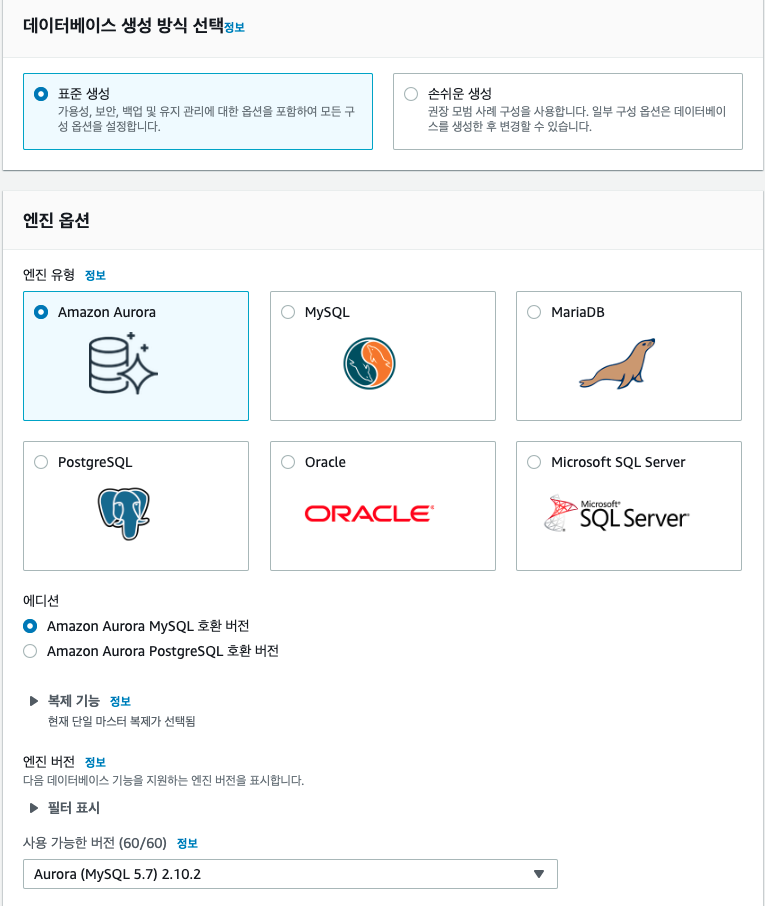 데이터베이스 생성 방식 선택정보
표준 생성
가용성, 보안, 백업 및 유지 관리에 대한 옵션을 포함하여 모든 구
성 옵션을 설정합니다.
손쉬운 생성
권장 모범 사례 구성을 사용합니다. 일부 구성 옵션은 데이터베이
스를 생성한 후 변경할 수 있습니다.
엔진 옵션
엔진 유형 정보
Amazon Aurora
MySQL
MariaDB
PostgreSQL
Oracle
ORACLE®
Microsoft SQL Server
Microsoft®
SQL Server®
에디션
Amazon Aurora MySQL 호환 버전
Amazon Aurora PostgreSQL 호환 버전
복제 기능 정보
현재 단일 마스터 복제가 선택됨
엔진 버전 정보
다음 데이터베이스 기능을 지원하는 엔진 버전을 표시합니다.
필터 표시
사용 가능한 버전 (60/60) 정보
Aurora (MySQL 5.7) 2.10.2